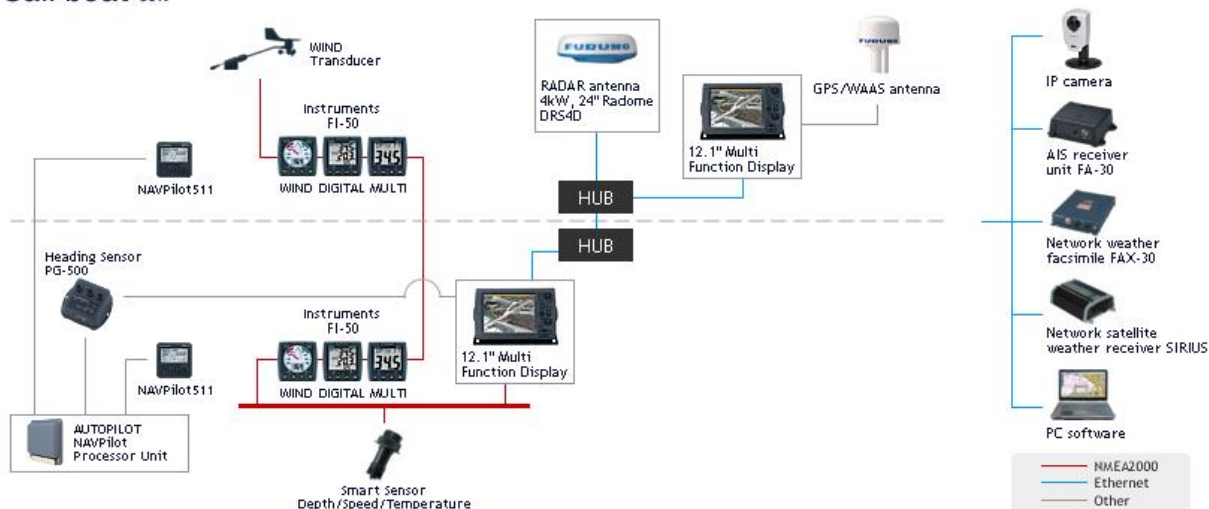 WIND
Transducer
FURUNO
RADAR antenna
4kW, 24" Radome
DRS4D
FURUNO
GPS/WAAS antenna
12.1" Multi
Function Display
Instruments
FI-50
WIND DIGITAL MULTI
NAVPilot511
HUB
HUB
Heading Sensor
PG-500
Instruments
FI-50
WIND DIGITAL MULTI
12.1" Multi
Function Display
NAVPilot511
AUTOPILOT
NAVPilot
Processor Unit
Smart Sensor
Depth/Speed/Temperature
IP camera
AIS receiver
unit FA-30
Network weather
facsimile FAX-30
Network satellite
weather receiver SIRIUS
PC software
NMEA2000
Ethernet
Other